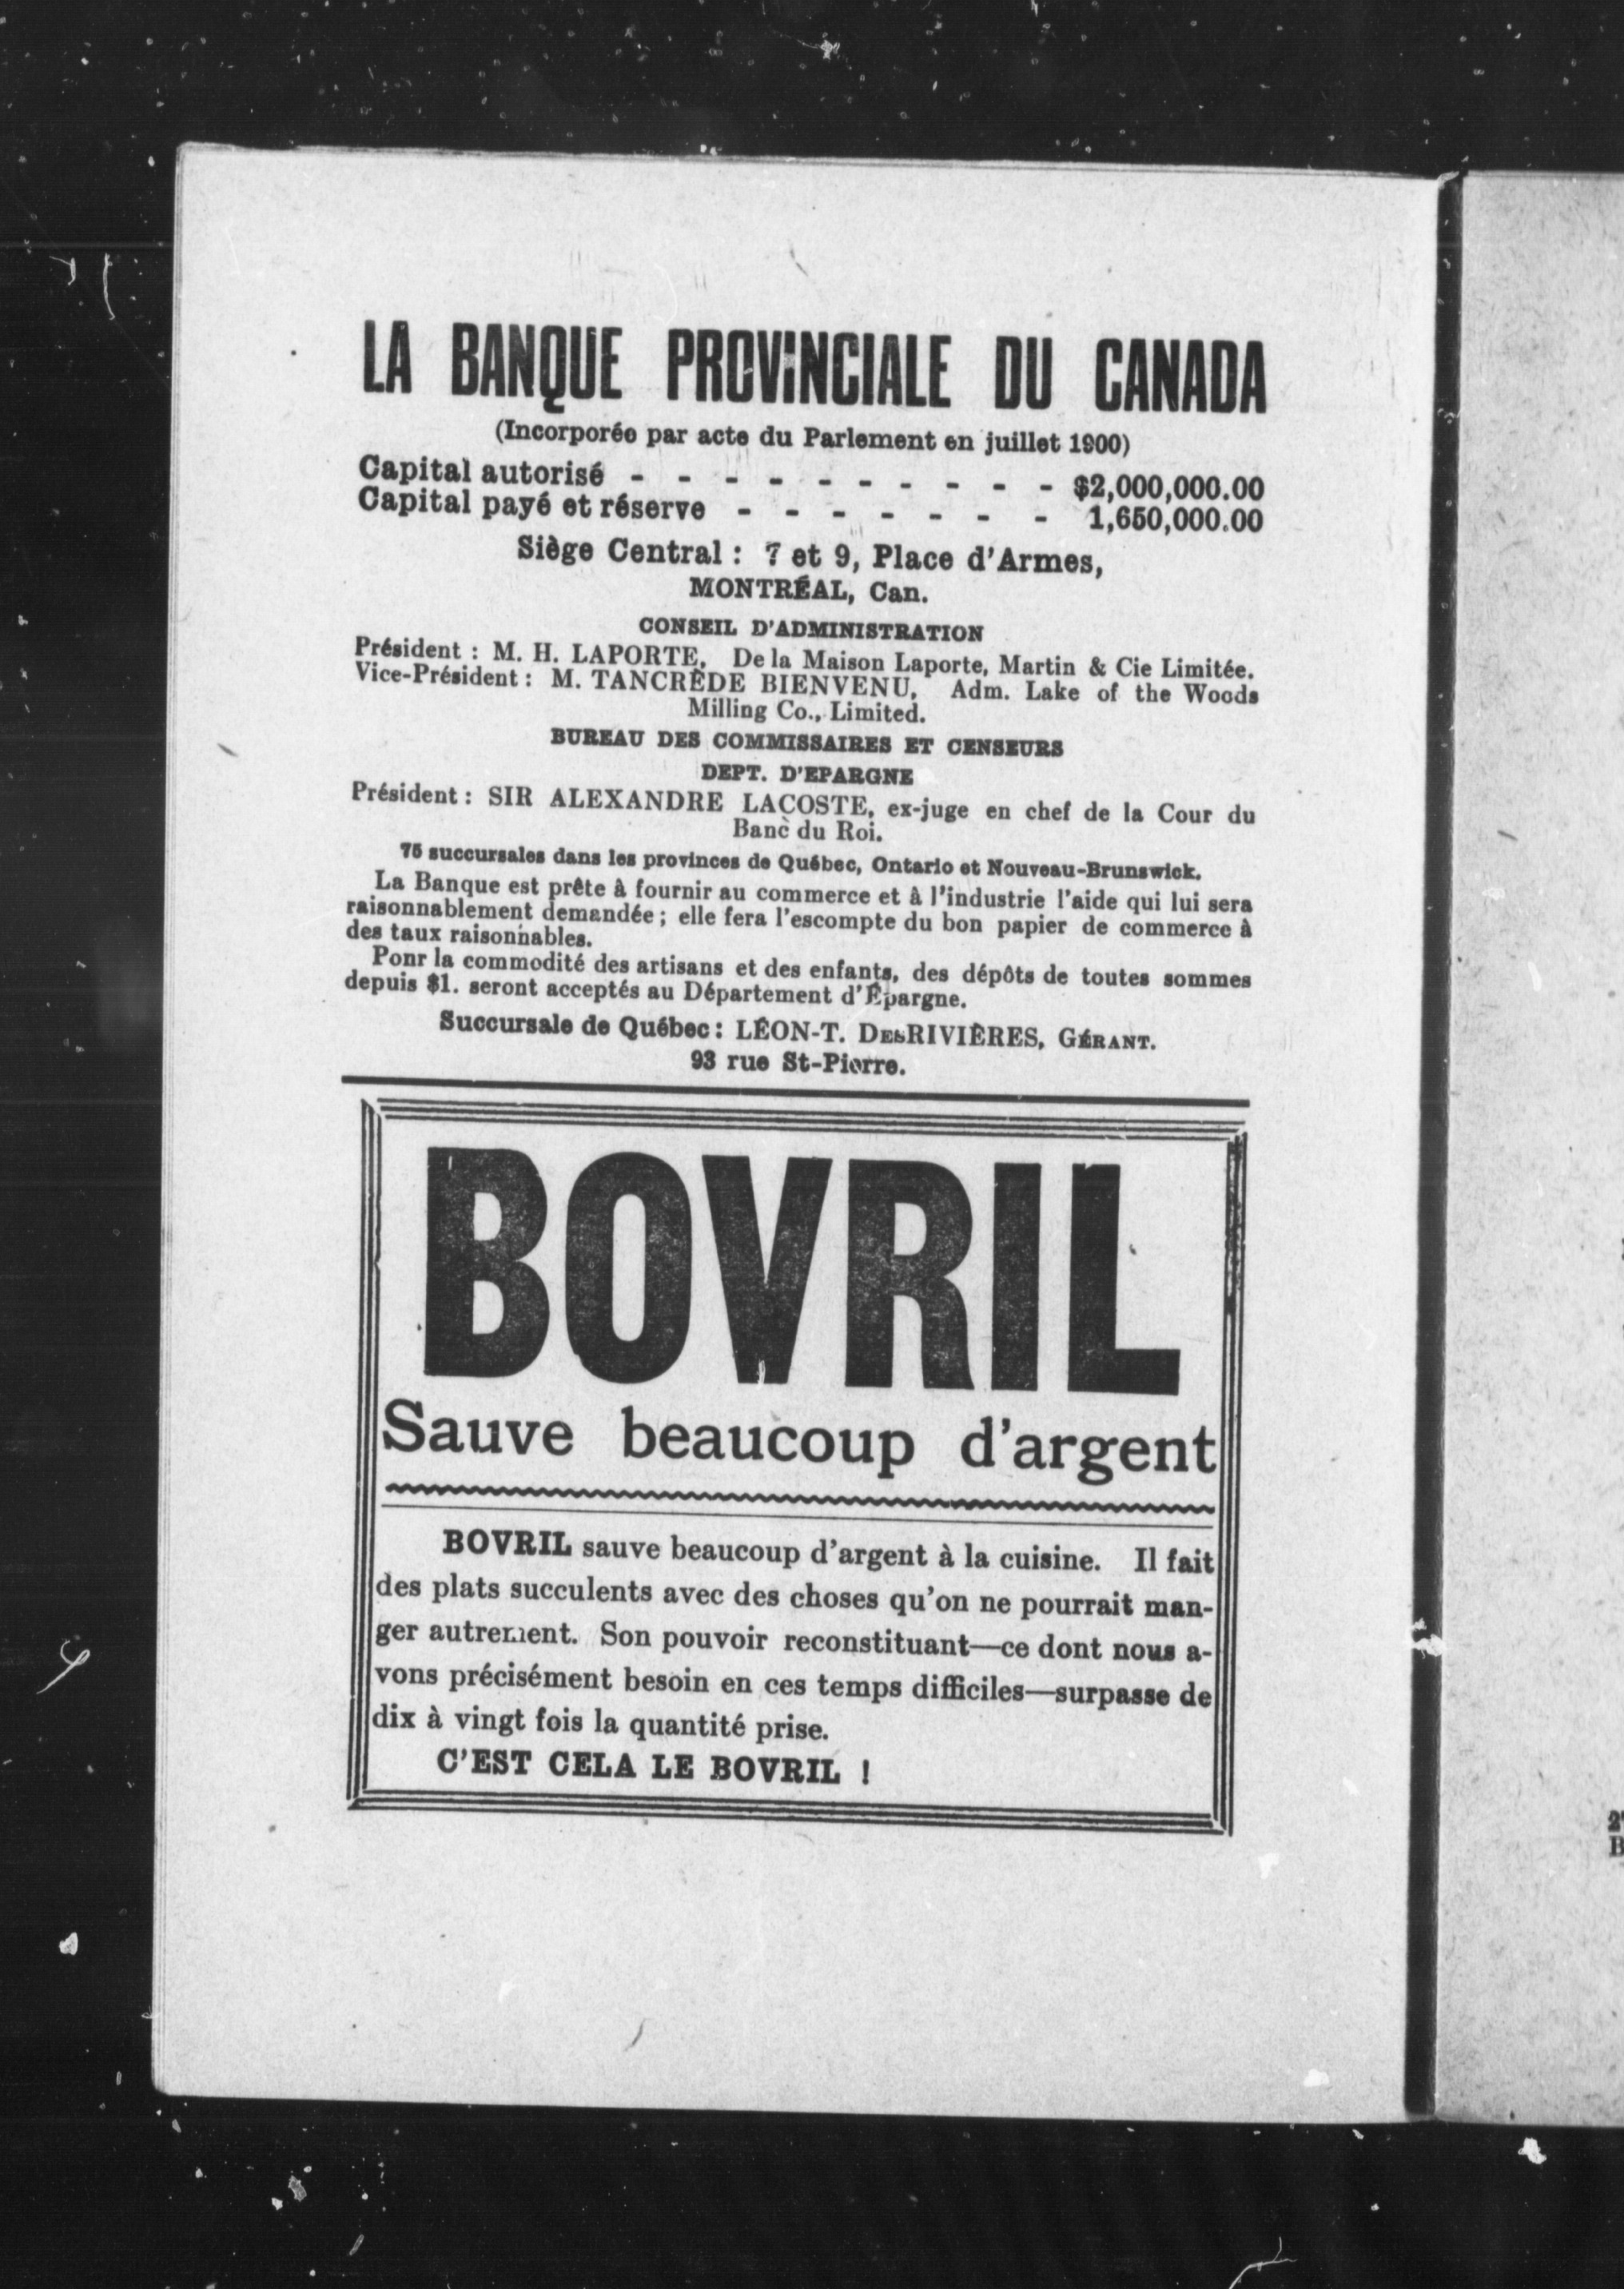 LA BANQUE PROVINCIALE DU CANADA
(Incorporée par acte du Parlement en juillet 1900)
Capital autorisé - - - - - - - - - - $2,000,000.00
Capital payé et réserve - - - - - - - 1,650,000.00
Siège Central : 7 et 9, Place d'Armes,
MONTRÉAL, Can.
CONSEIL D'ADMINISTRATION
Président : M. H. LAPORTE, De la Maison Laporte, Martin & Cie Limitée.
Vice-Président : M. TANCRÈDE BIENVENU, Adm. Lake of the Woods
Milling Co., Limited.
BUREAU DES COMMISSAIRES ET CENSEURS
DEPT. D'EPARGNE
Président : SIR ALEXANDRE LACOSTE, ex-juge en chef de la Cour du
Banc du Roi.
75 succursales dans les provinces de Québec, Ontario et Nouveau-Brunswick.
La Banque est prête à fournir au commerce et à l'industrie l'aide qui lui sera
raisonnablement demandée ; elle fera l'escompte du bon papier de commerce à
des taux raisonnables.
Ponr la commodité des artisans et des enfants, des dépôts de toutes sommes
depuis $1. seront acceptés au Département d'Épargne.
Succursale de Québec : LÉON-T. DESRIVIÈRES, GÉRANT.
93 rue St-Pierre.
BOVRIL
Sauve beaucoup d'argent
BOVRIL sauve beaucoup d'argent à la cuisine. Il fait
des plats succulents avec des choses qu'on ne pourrait man-
ger autrement. Son pouvoir reconstituant—ce dont nous a-
vons précisément besoin en ces temps difficiles—surpasse de
dix à vingt fois la quantité prise.
C'EST CELA LE BOVRIL !